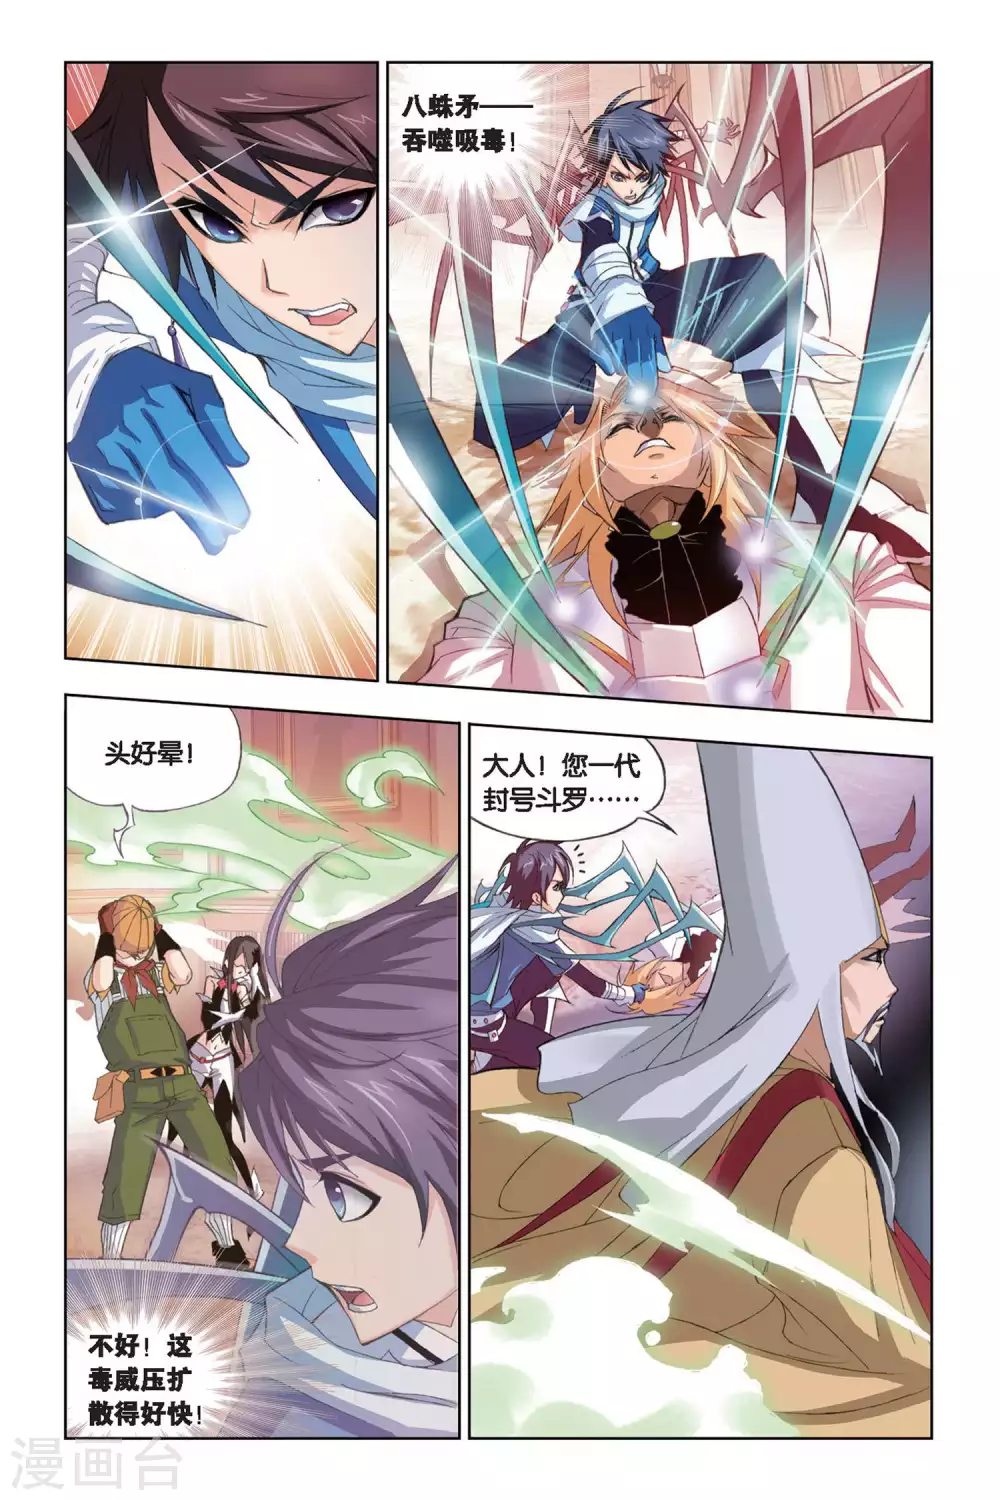 八蛛矛——
吞噬吸毒！
头好晕！
大人！您一代
封号斗罗……
不好！这
毒威压扩
散得好快！
漫画台